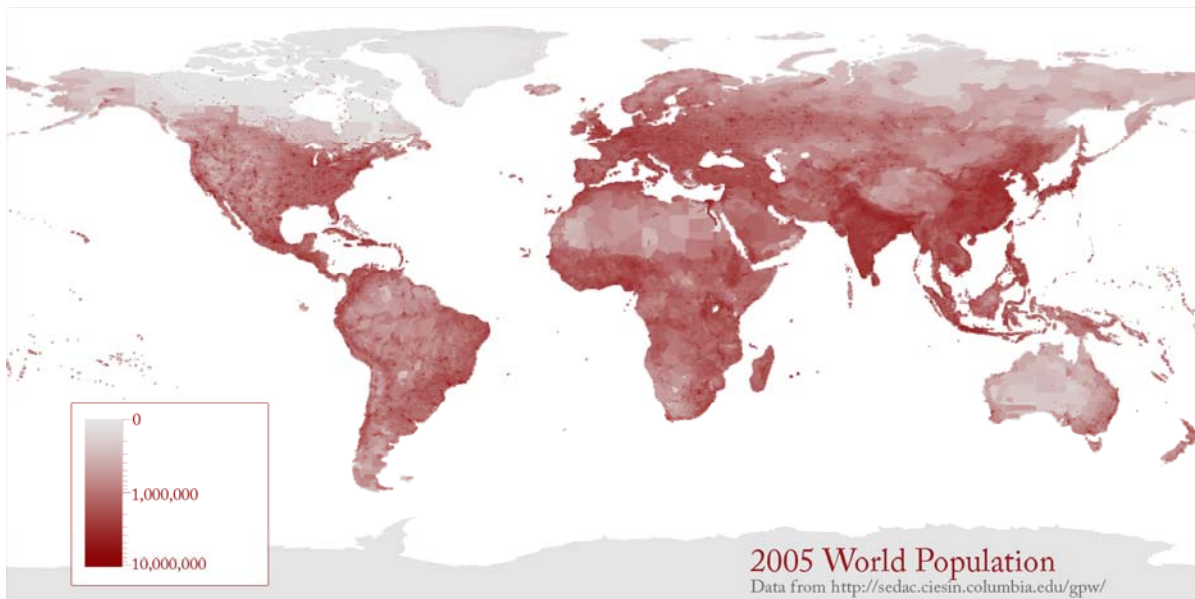 0
1,000,000
10,000,000
2005 World Population
Data from http://sedac.ciesin.columbia.edu/gpw/